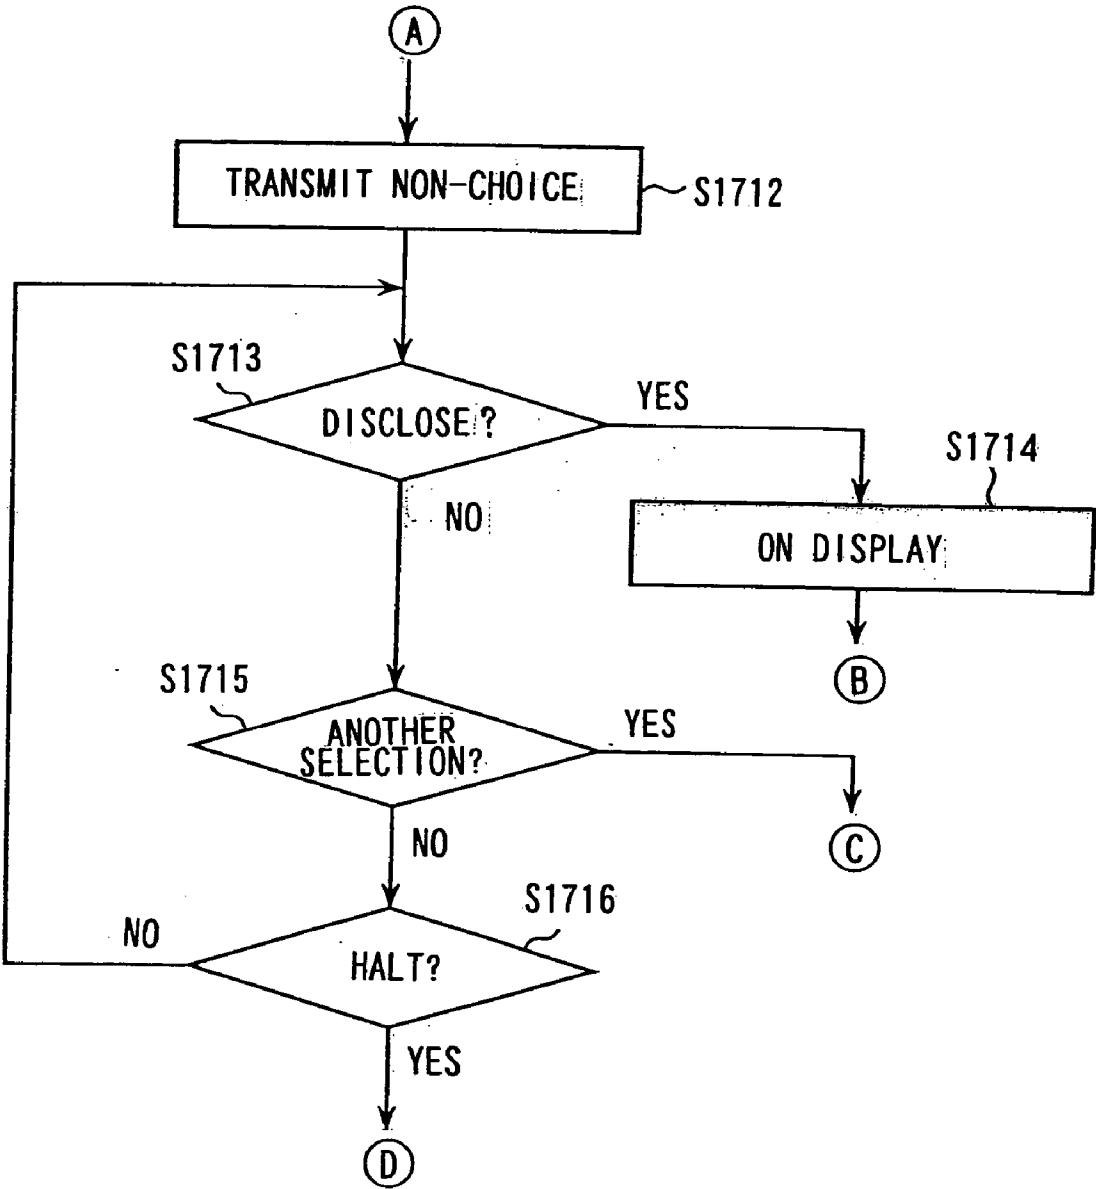 A
TRANSMIT NON-CHOICE
S1712
S1713
DISCLOSE?
YES
NO
S1714
ON DISPLAY
B
S1715
ANOTHER
SELECTION?
YES
C
NO
S1716
HALT?
NO
YES
D